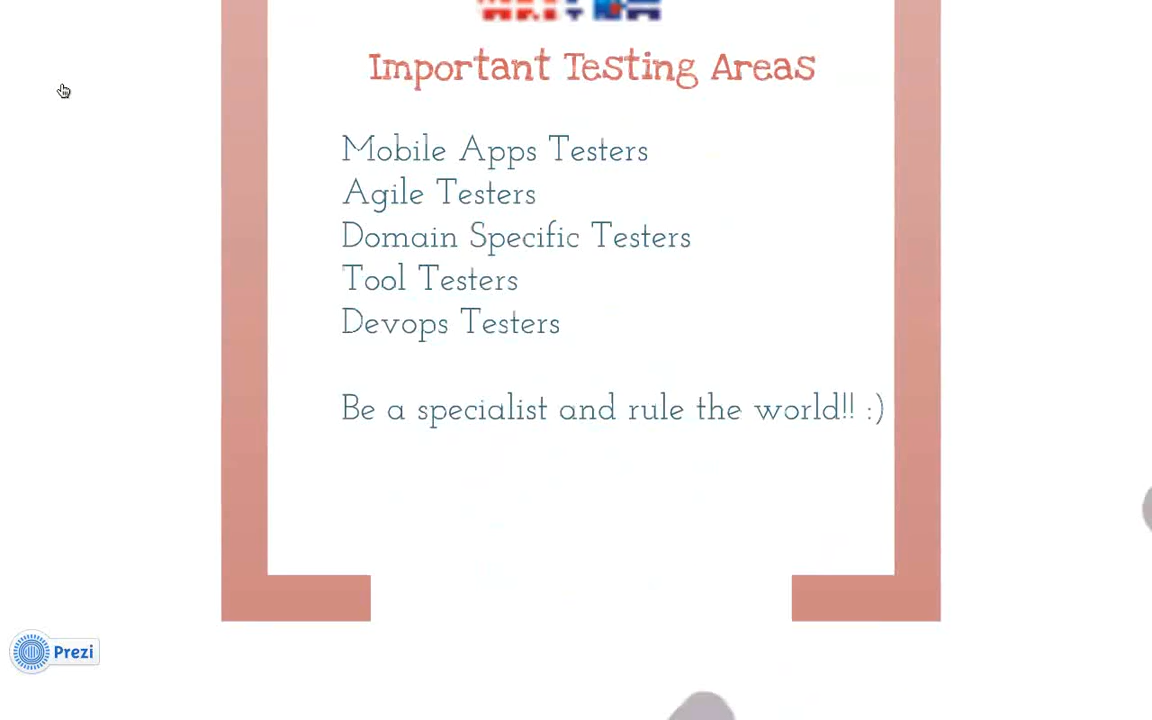 Important Testing Areas
Mobile Apps Testers
Agile Testers
Domain Specific Testers
Tool Testers
Devops Testers
Be a specialist and rule the world!! :)
Prezi